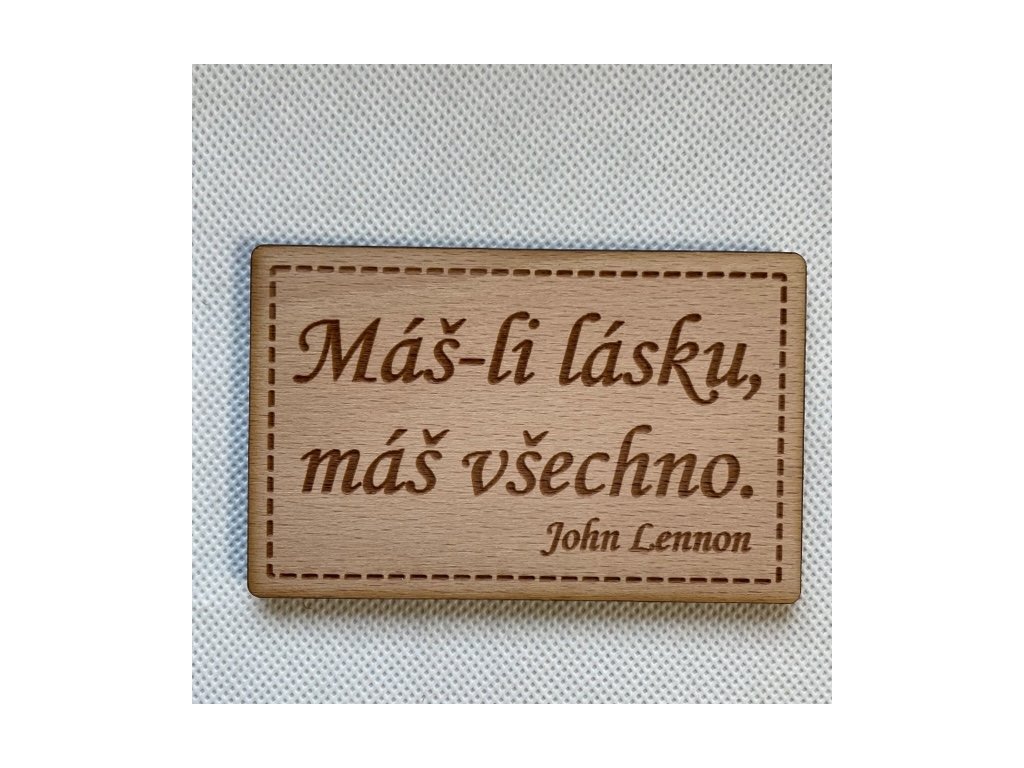 Máš-li lásku,
máš všechno.
John Lennon